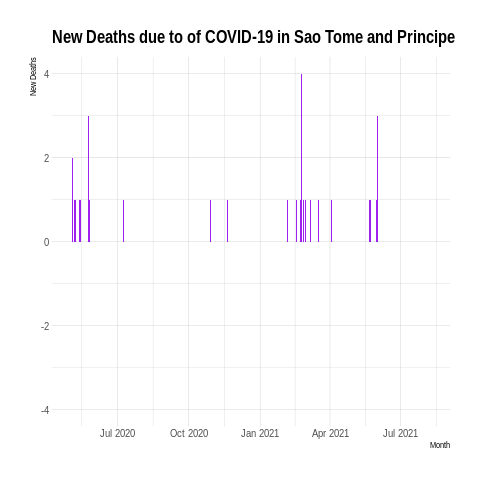 New Deaths due to of COVID-19 in Sao Tome and Principe
New Deaths
4
2
0
-2
-4
Jul 2020 Oct 2020 Jan 2021 Apr 2021 Jul 2021
Month